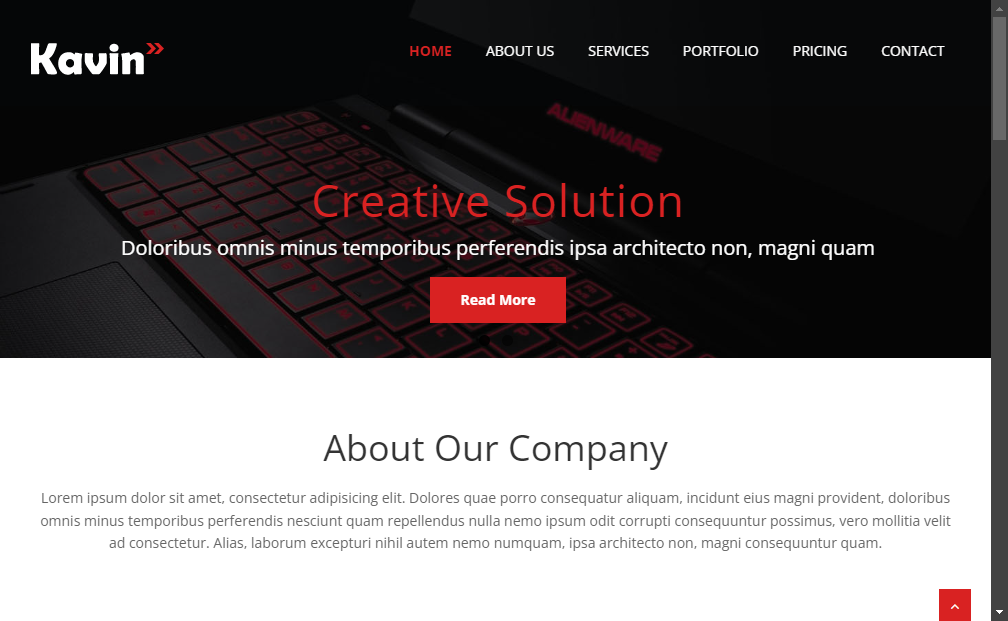 Kavin
HOME ABOUT US SERVICES PORTFOLIO PRICING CONTACT
ALIENWARE
Creative Solution
Doloribus omnis minus temporibus perferendis ipsa architecto non, magni quam
Read More
About Our Company
Lorem ipsum dolor sit amet, consectetur adipisicing elit. Dolores quae porro consequatur aliquam, incidunt eius magni provident, doloribus
omnis minus temporibus perferendis nesciunt quam repellendus nulla nemo ipsum odit corrupti consequuntur possimus, vero mollitia velit
ad consectetur. Alias, laborum excepturi nihil autem nemo numquam, ipsa architecto non, magni consequuntur quam.